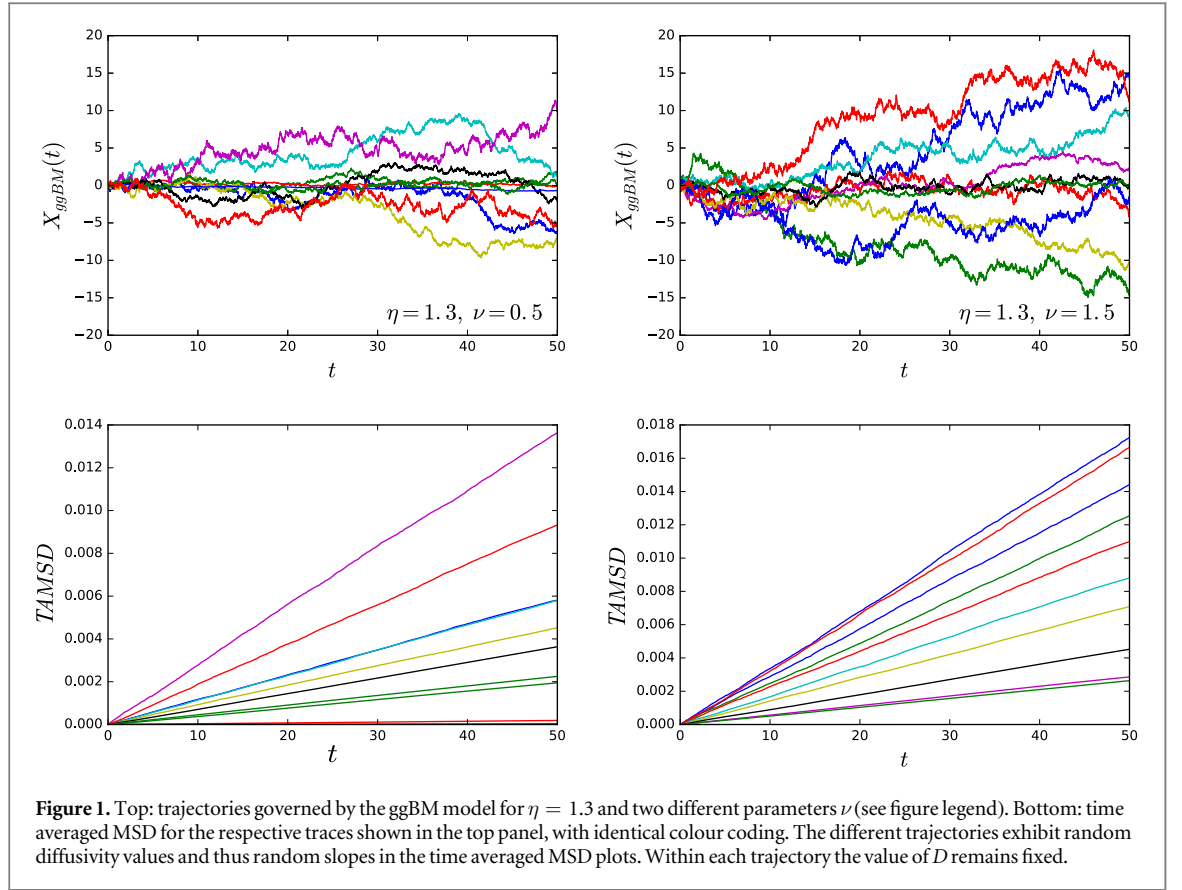 20
15
10
5
0
−5
−10
−15
−20
X_ggBM(t)
0 10 20 30 40 50
t
η=1.3, ν=0.5
20
15
10
5
0
−5
−10
−15
−20
X_ggBM(t)
0 10 20 30 40 50
t
η=1.3, ν=1.5
0.014
0.012
0.010
0.008
0.006
0.004
0.002
0.000
TAMSD
0 10 20 30 40 50
t
0.018
0.016
0.014
0.012
0.010
0.008
0.006
0.004
0.002
0.000
TAMSD
0 10 20 30 40 50
t
Figure 1. Top: trajectories governed by the ggBM model for η = 1.3 and two different parameters ν (see figure legend). Bottom: time
averaged MSD for the respective traces shown in the top panel, with identical colour coding. The different trajectories exhibit random
diffusivity values and thus random slopes in the time averaged MSD plots. Within each trajectory the value of D remains fixed.